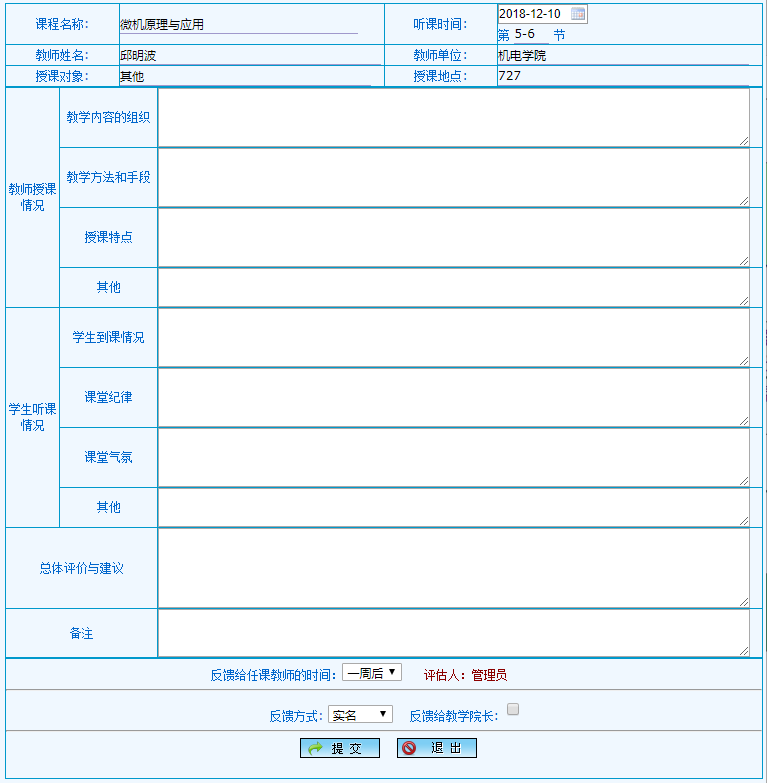 课程名称： 微机原理与应用 听课时间： 2018-12-10
第 5-6 节
教师姓名： 邱明波 教师单位： 机电学院
授课对象： 其他 授课地点： 727
教师授课情况
教学内容的组织
教学方法和手段
授课特点
其他
学生听课情况
学生到课情况
课堂纪律
课堂气氛
其他
总体评价与建议
备注
反馈给任课教师的时间： 一周后 评估人：管理员
反馈方式： 实名 反馈给教学院长：
提 交 退 出